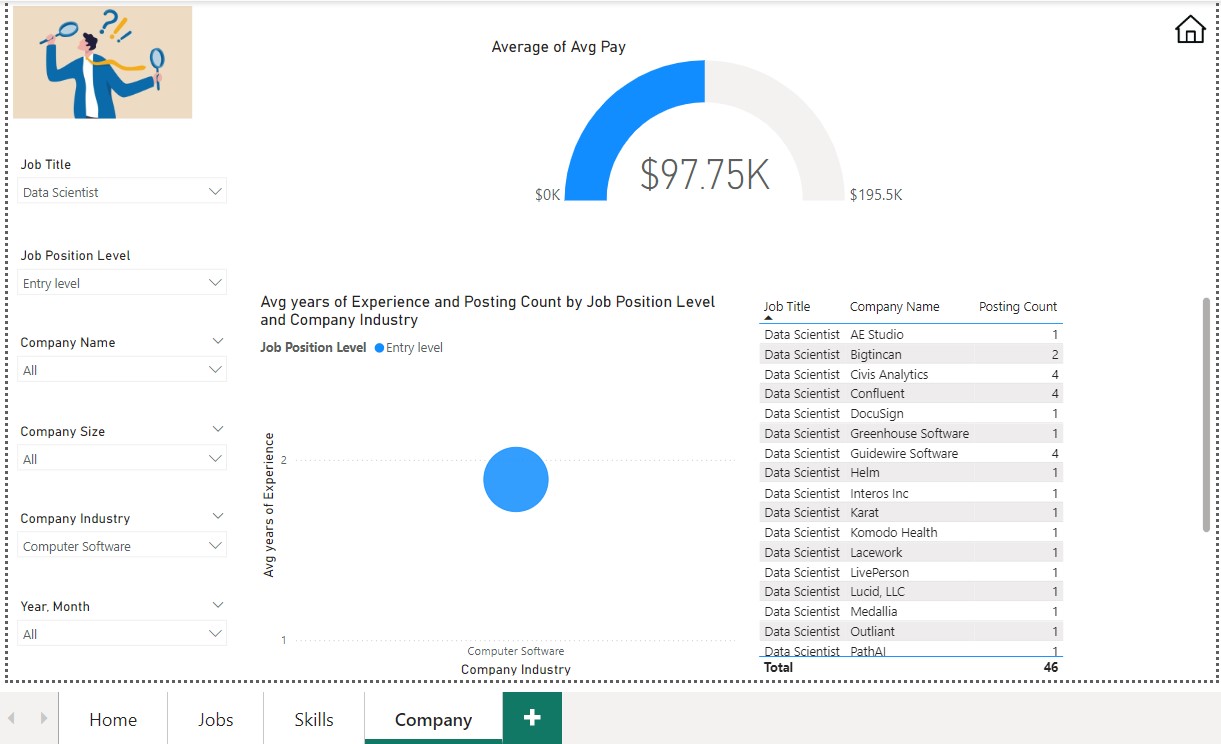 Average of Avg Pay
$97.75K
$0K
$195.5K
Job Title
Data Scientist
Job Position Level
Entry level
Company Name
All
Company Size
All
Company Industry
Computer Software
Year, Month
All
Avg years of Experience and Posting Count by Job Position Level
and Company Industry
Job Position Level Entry level
Avg years of Experience
2
1
Computer Software
Company Industry
Job Title Company Name Posting Count
Data Scientist AE Studio 1
Data Scientist Bigtincan 2
Data Scientist Civis Analytics 4
Data Scientist Confluent 4
Data Scientist DocuSign 1
Data Scientist Greenhouse Software 1
Data Scientist Guidewire Software 4
Data Scientist Helm 1
Data Scientist Interos Inc 1
Data Scientist Karat 1
Data Scientist Komodo Health 1
Data Scientist Lacework 1
Data Scientist LivePerson 1
Data Scientist Lucid, LLC 1
Data Scientist Medallia 1
Data Scientist Outliant 1
Data Scientist PathAI 1
Total 46
Home Jobs Skills Company +